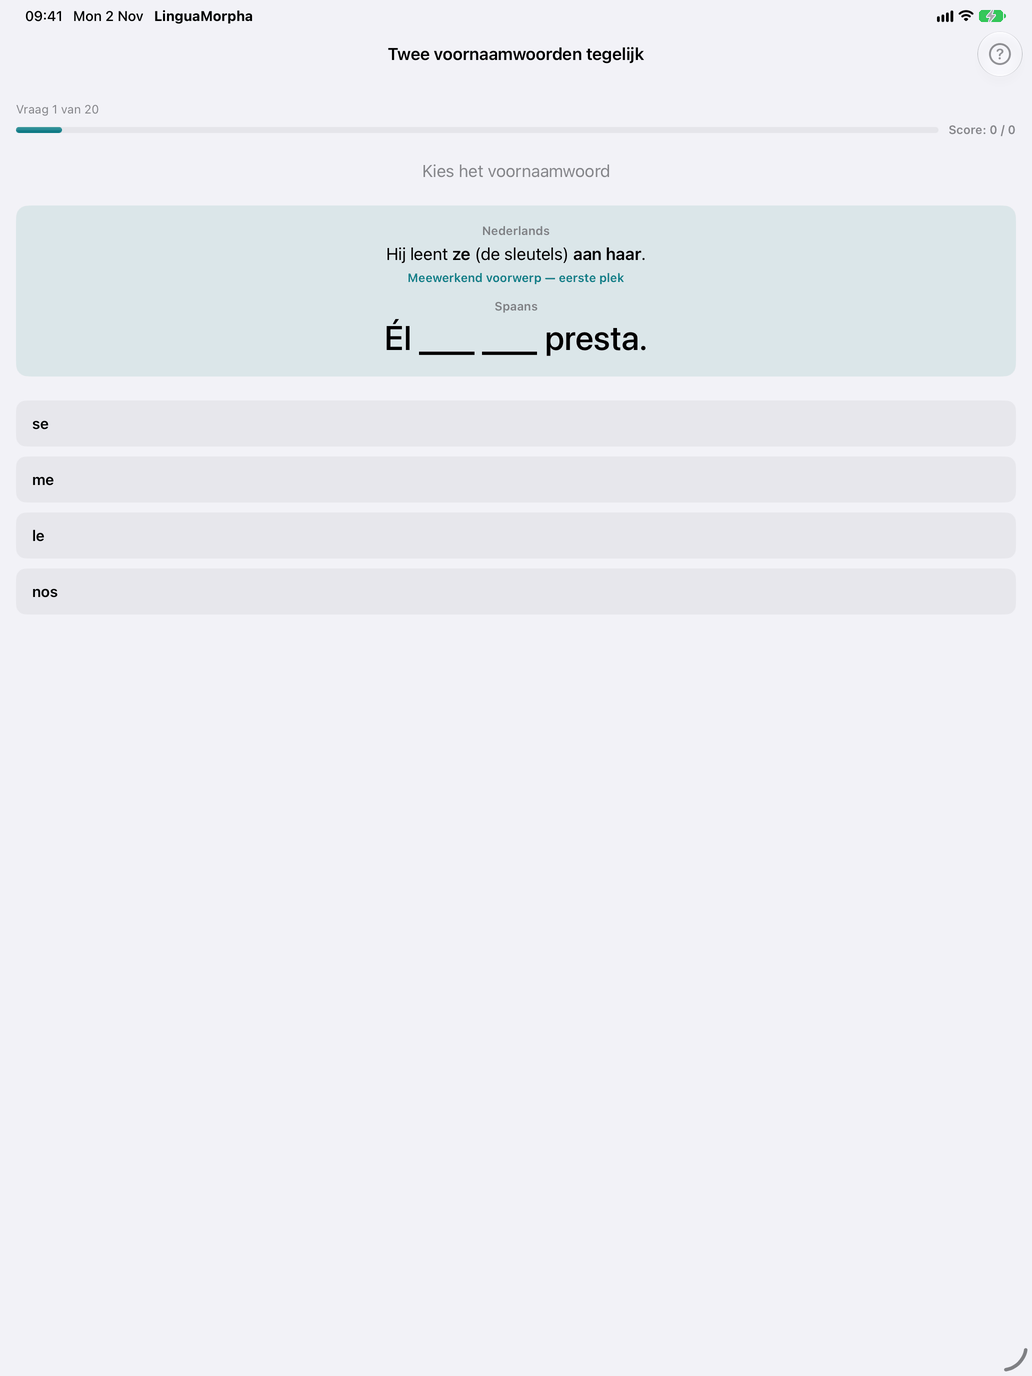 09:41 Mon 2 Nov LinguaMorpha
Twee voornaamwoorden tegelijk
?
Vraag 1 van 20
Score: 0 / 0
Kies het voornaamwoord
Nederlands
Hij leent ze (de sleutels) aan haar.
Meewerkend voorwerp — eerste plek
Spaans
Él ____ ____ presta.
se
me
le
nos